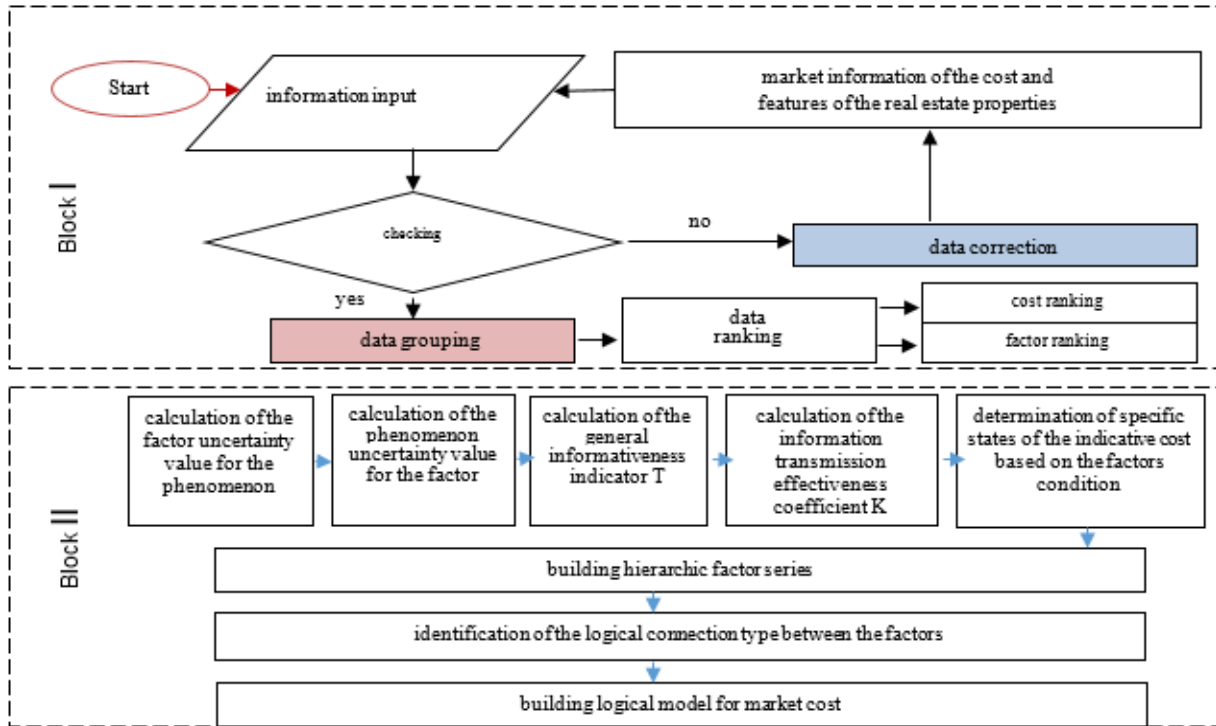 Block I
Start
information input
market information of the cost and
features of the real estate properties
checking
no
data correction
yes
data grouping
data
ranking
cost ranking
factor ranking
Block II
calculation of the
factor uncertainty
value for the
phenomenon
calculation of the
phenomenon
uncertainty value
for the factor
calculation of the
general
informativeness
indicator T
calculation of the
information
transmission
effectiveness
coefficient K
determination of specific
states of the indicative cost
based on the factors
condition
building hierarchic factor series
identification of the logical connection type between the factors
building logical model for market cost